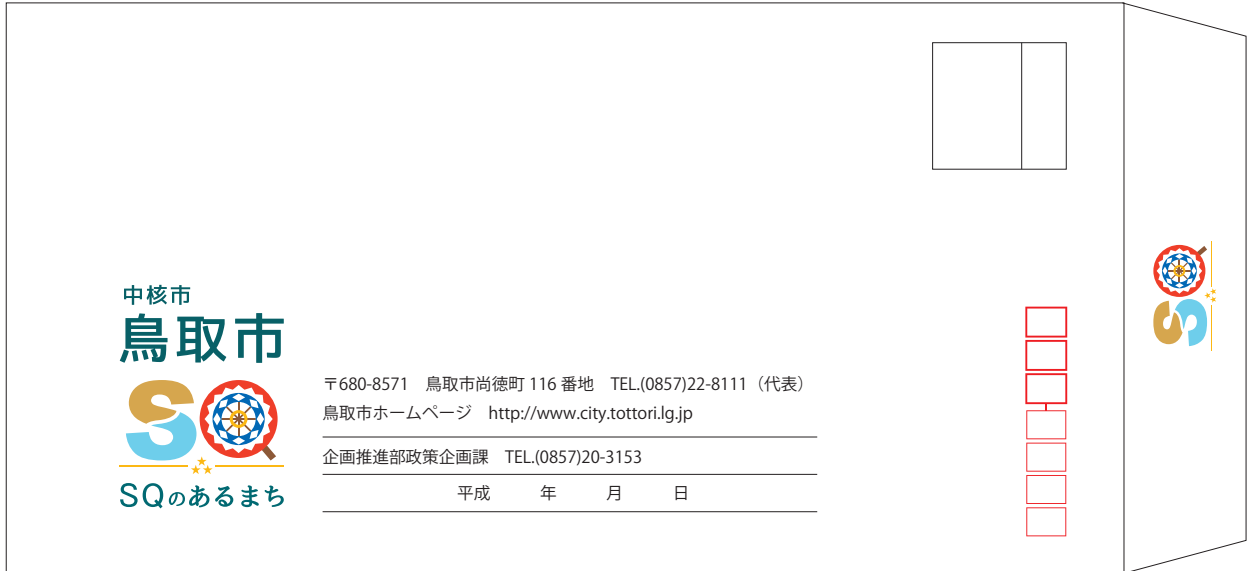 中核市
鳥取市
SQ
SQのあるまち
〒680-8571　鳥取市尚徳町 116 番地　TEL.(0857)22-8111（代表）
鳥取市ホームページ　http://www.city.tottori.lg.jp
企画推進部政策企画課　TEL.(0857)20-3153
平成　　　年　　　月　　　日
SQ